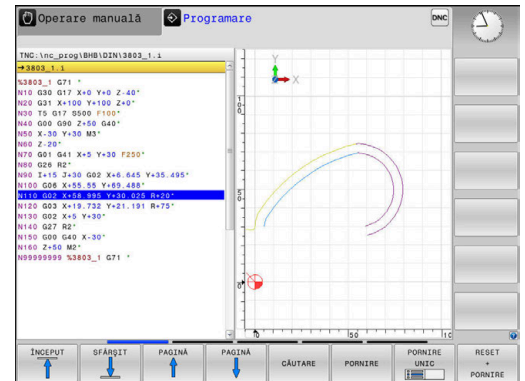 Operare manuală
Programare
DNC
TNC:\nc_prog\BHB\DIN\3803_1.i
→3803_1.i
%3803_1 G71 *
N10 G30 G17 X+0 Y+0 Z-40*
N20 G31 X+100 Y+100 Z+0*
N30 T5 G17 S500 F100*
N40 G00 G90 Z+50 G40*
N50 X-30 Y+30 M3*
N60 Z-20*
N70 G01 G41 X+5 Y+30 F250*
N80 G26 R2*
N90 I+15 J+30 G02 X+6.645 Y+35.495*
N100 G06 X+55.55 Y+69.488*
N110 G02 X+58.995 Y+30.025 R+20*
N120 G03 X+19.732 Y+21.191 R+75*
N130 G02 X+5 Y+30*
N140 G27 R2*
N150 G00 G40 X-30*
N160 Z+50 M2*
N99999999 %3803_1 G71 *
Y
X
100
50
0
0
50
ÎNCEPUT
SFÂRŞIT
PAGINĂ
PAGINĂ
CĂUTARE
PORNIRE
PORNIRE
UNIC
RESET
+
PORNIRE